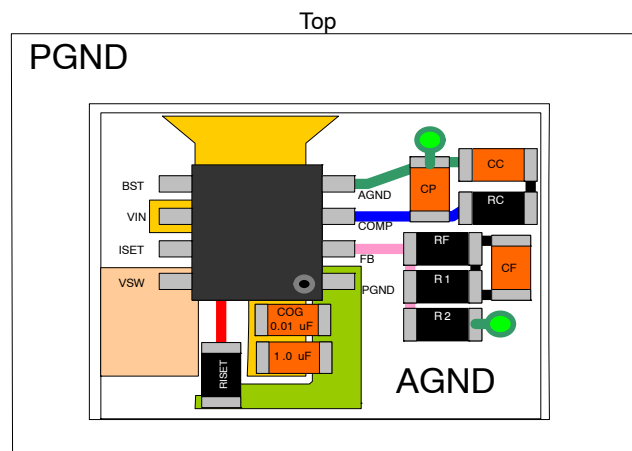 Top
PGND
BST
VIN
ISET
VSW
AGND
COMP
FB
PGND
CP
CC
RC
RF
R1
R2
CF
COG
0.01 uF
1.0 uF
RISET
AGND